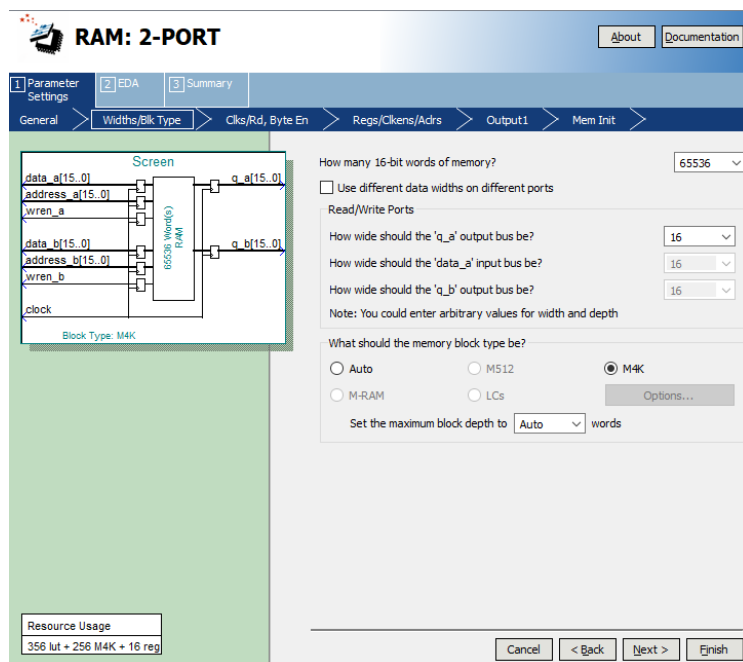 RAM: 2-PORT
About
Documentation
1 Parameter Settings
2 EDA
3 Summary
General
Widths/Blk Type
Clks/Rd, Byte En
Regs/Clkens/Adrs
Output1
Mem Init
Screen
data_a[15..0]
address_a[15..0]
wren_a
q_a[15..0]
data_b[15..0]
address_b[15..0]
wren_b
q_b[15..0]
clock
65536 Word(s)
RAM
Block Type: M4K
How many 16-bit words of memory?
65536
Use different data widths on different ports
Read/Write Ports
How wide should the 'q_a' output bus be?
16
How wide should the 'data_a' input bus be?
16
How wide should the 'q_b' output bus be?
16
Note: You could enter arbitrary values for width and depth
What should the memory block type be?
Auto
M512
M4K
M-RAM
LCs
Options...
Set the maximum block depth to Auto words
Resource Usage
356 lut + 256 M4K + 16 reg
Cancel
< Back
Next >
Finish